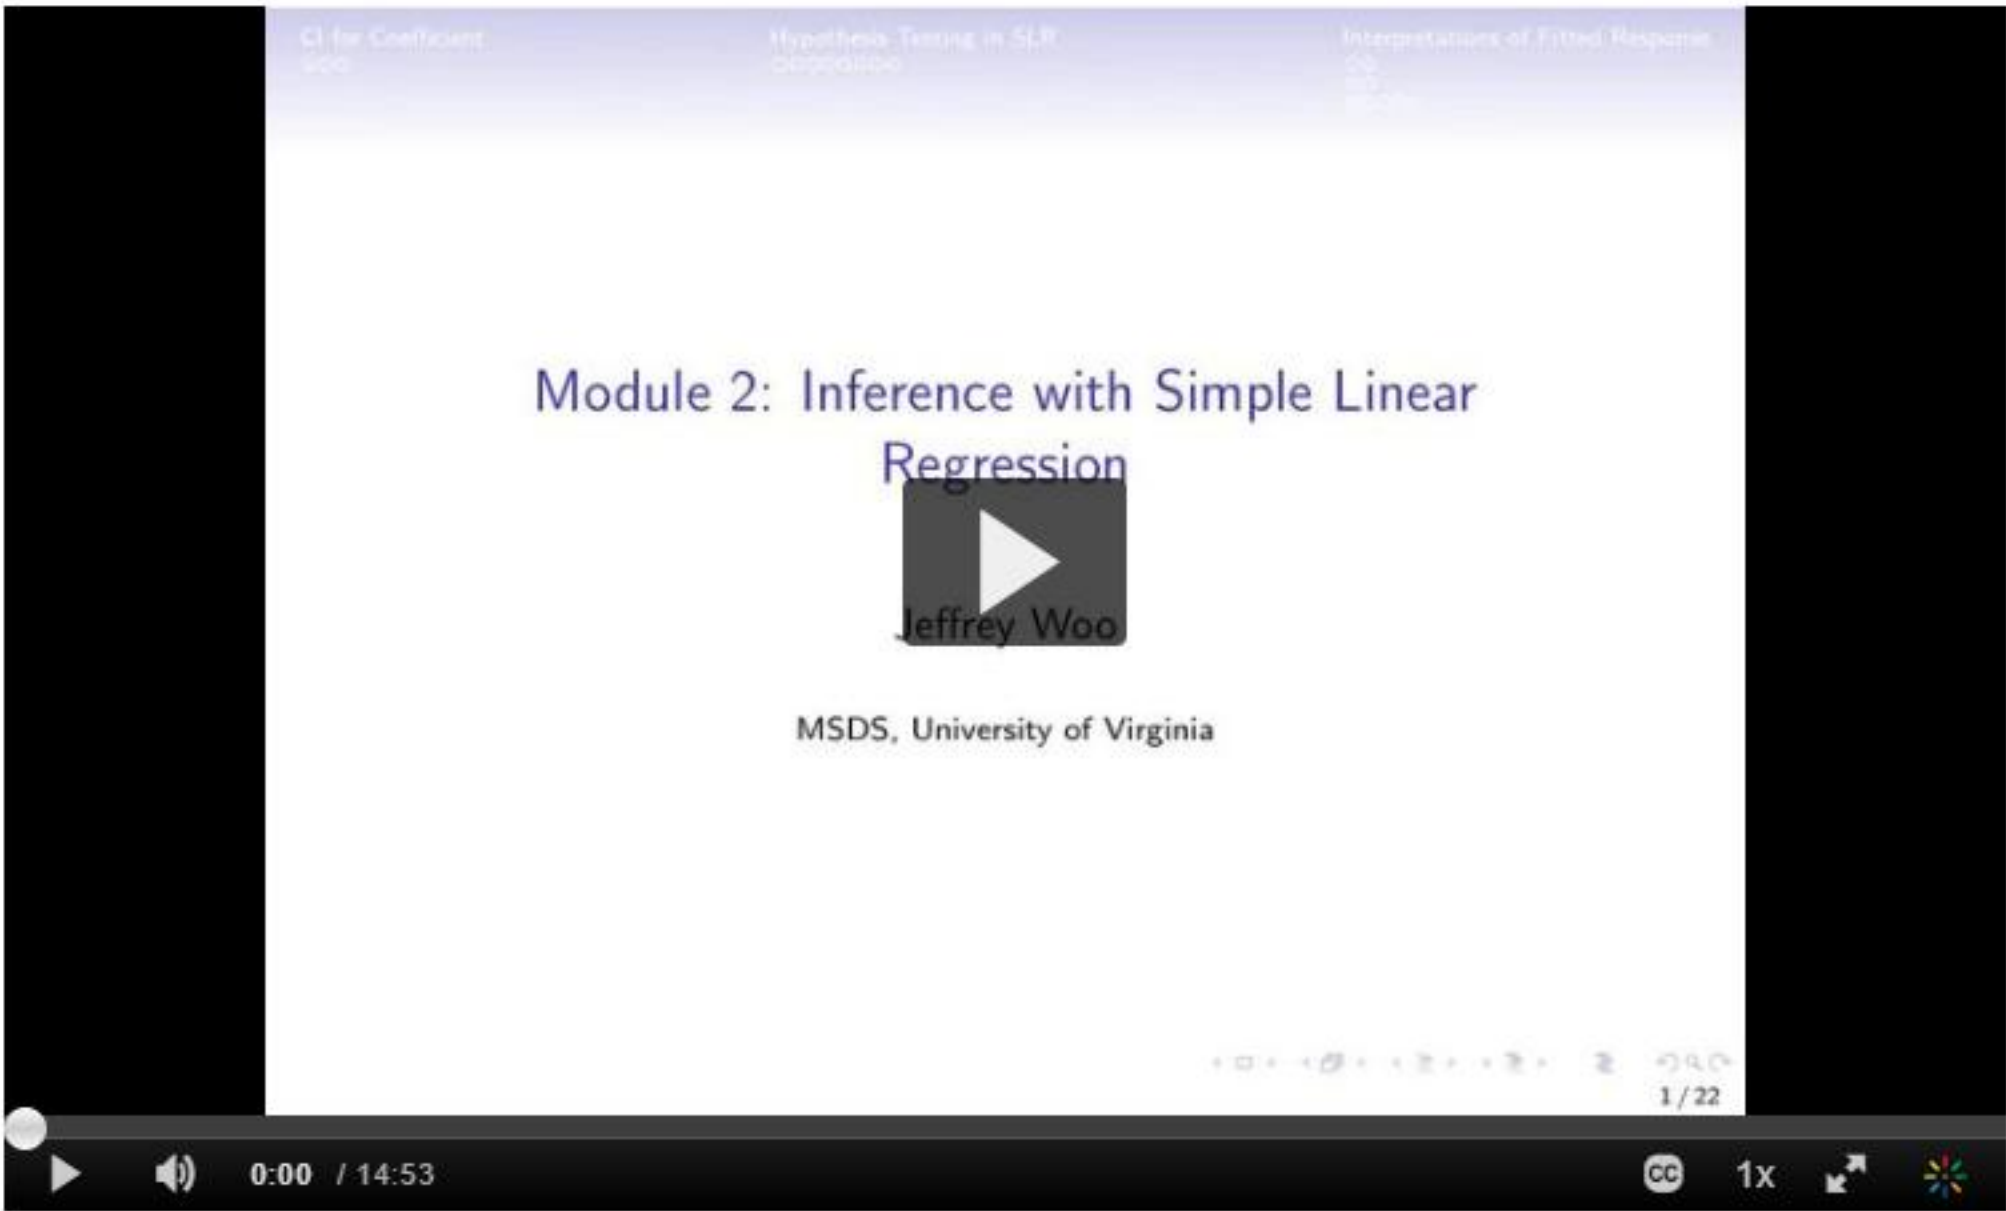 CI for Coefficient
Hypothesis Testing in SLR
Interpretations of Fitted Response
Module 2: Inference with Simple Linear
Regression
Jeffrey Woo
MSDS, University of Virginia
1 / 22
0:00 / 14:53
CC
1x